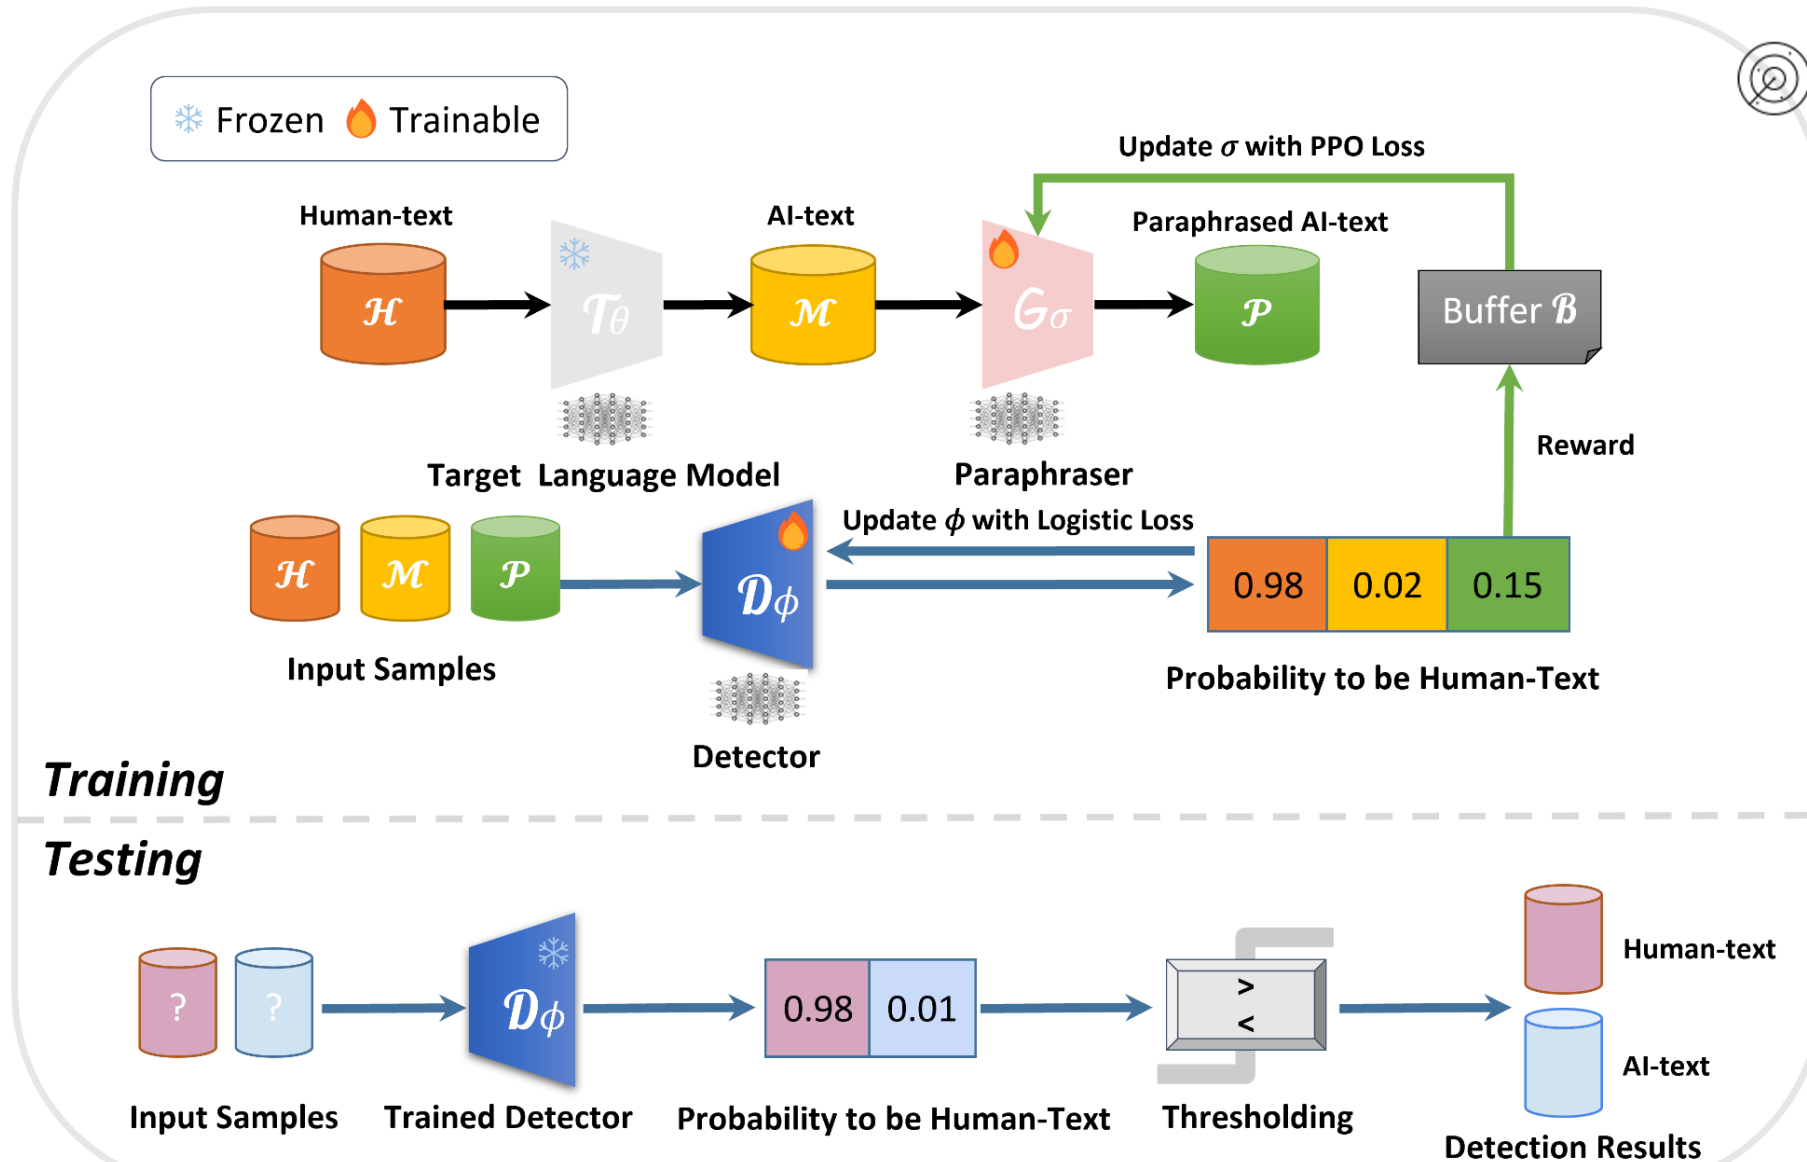 Frozen Trainable
Update σ with PPO Loss
Human-text
AI-text
Paraphrased AI-text
ℋ
𝒯θ
ℳ
Gσ
𝒫
Buffer ℬ
Target Language Model
Paraphraser
Reward
Update ϕ with Logistic Loss
ℋ
ℳ
𝒫
𝒟ϕ
0.98 0.02 0.15
Input Samples
Probability to be Human-Text
Detector
Training
Testing
? ?
𝒟ϕ
0.98 0.01
>
<
Human-text
AI-text
Input Samples
Trained Detector
Probability to be Human-Text
Thresholding
Detection Results